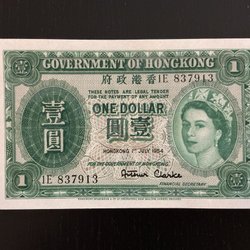 GOVERNMENT OF HONGKONG
府政港香
1E 837913
THESE NOTES ARE LEGAL TENDER
FOR THE PAYMENT OF ANY AMOUNT
ONE DOLLAR
壹
圓
圓壹
HONGKONG 1ST JULY 1954
FOR THE GOVERNMENT OF HONGKONG.
1E 837913
Arthur Clarke
FINANCIAL SECRETARY.
1
1
1
1